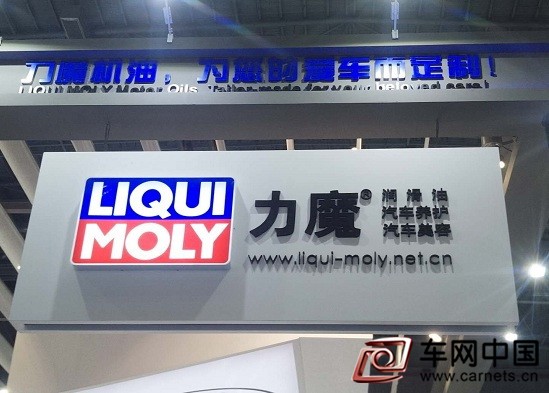 力魔机油，为您的爱车而定制！
LIQUI MOLY Motor Oils. Tailor-made for your beloved cars!
LIQUI
MOLY
力魔®
润滑油
汽车养护
汽车美容
www.liqui-moly.net.cn
车网中国
www.carnets.cn